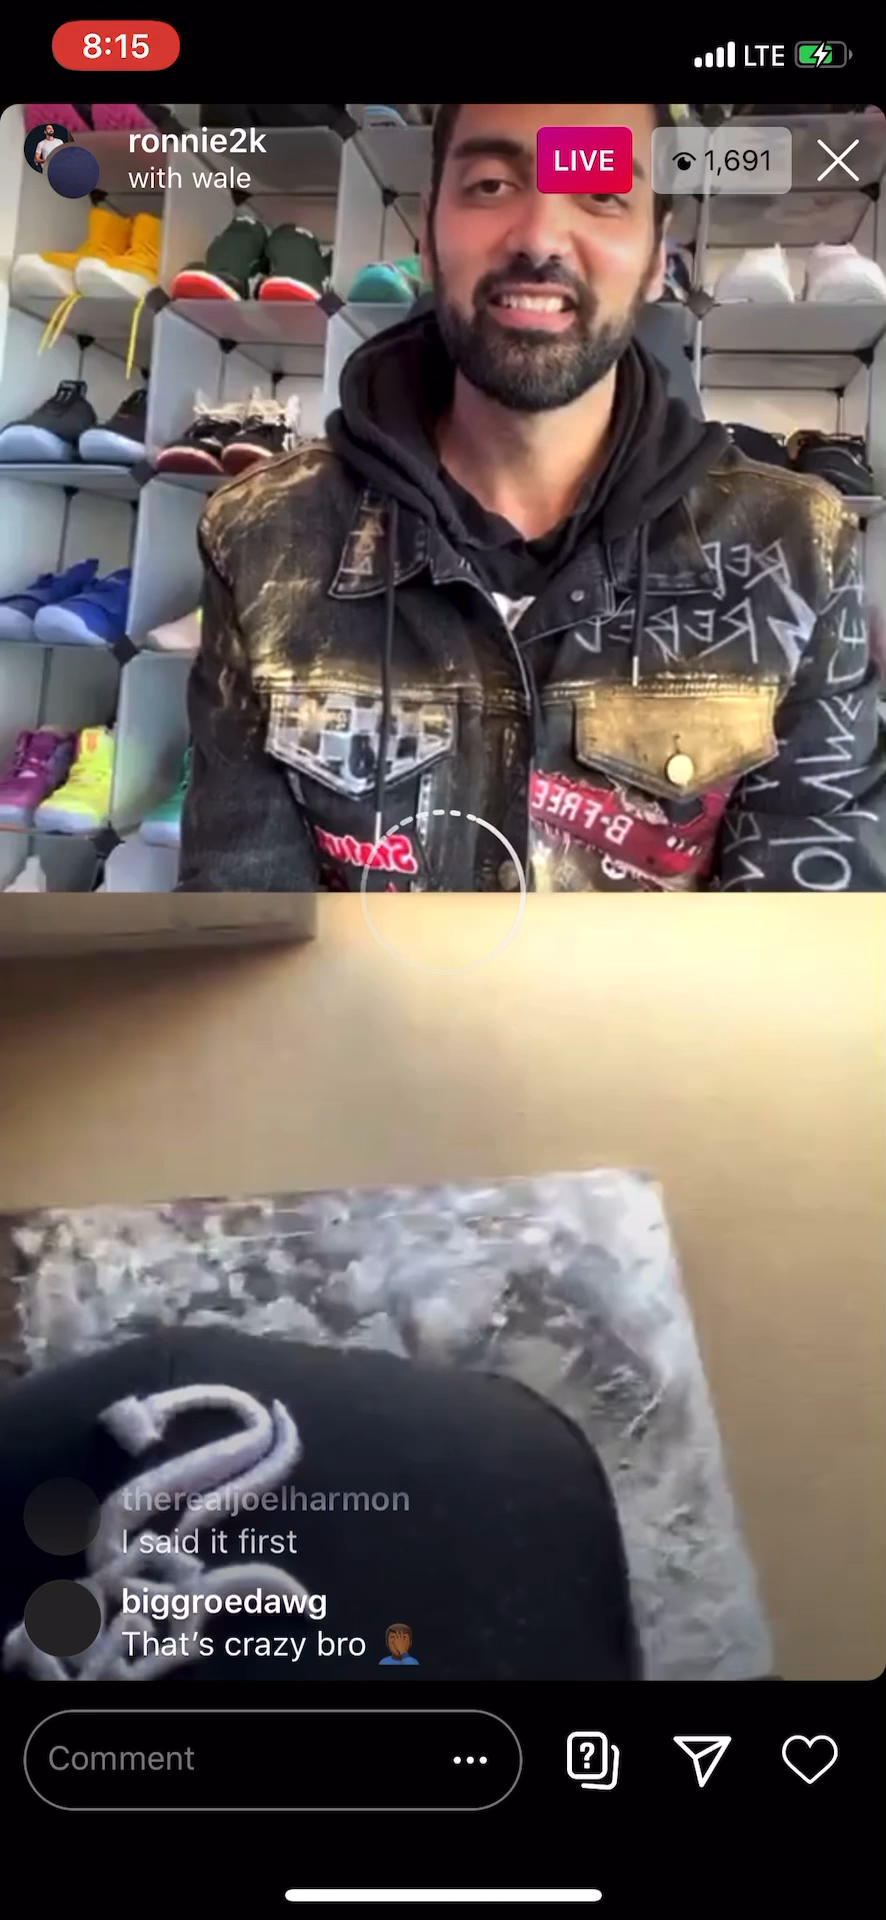 8:15
LTE
ronnie2k
LIVE
1,691
with wale
REBEL
B-FREE
therealjoelharmon
I said it first
biggroedawg
That's crazy bro 🤦🏾‍♂️
Comment